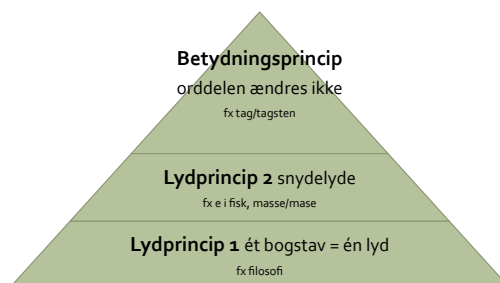 Betydningsprincip
orddelen ændres ikke
fx tag/tagsten
Lydprincip 2 snydelyde
fx e i fisk, masse/mase
Lydprincip 1 ét bogstav = én lyd
fx filosofi